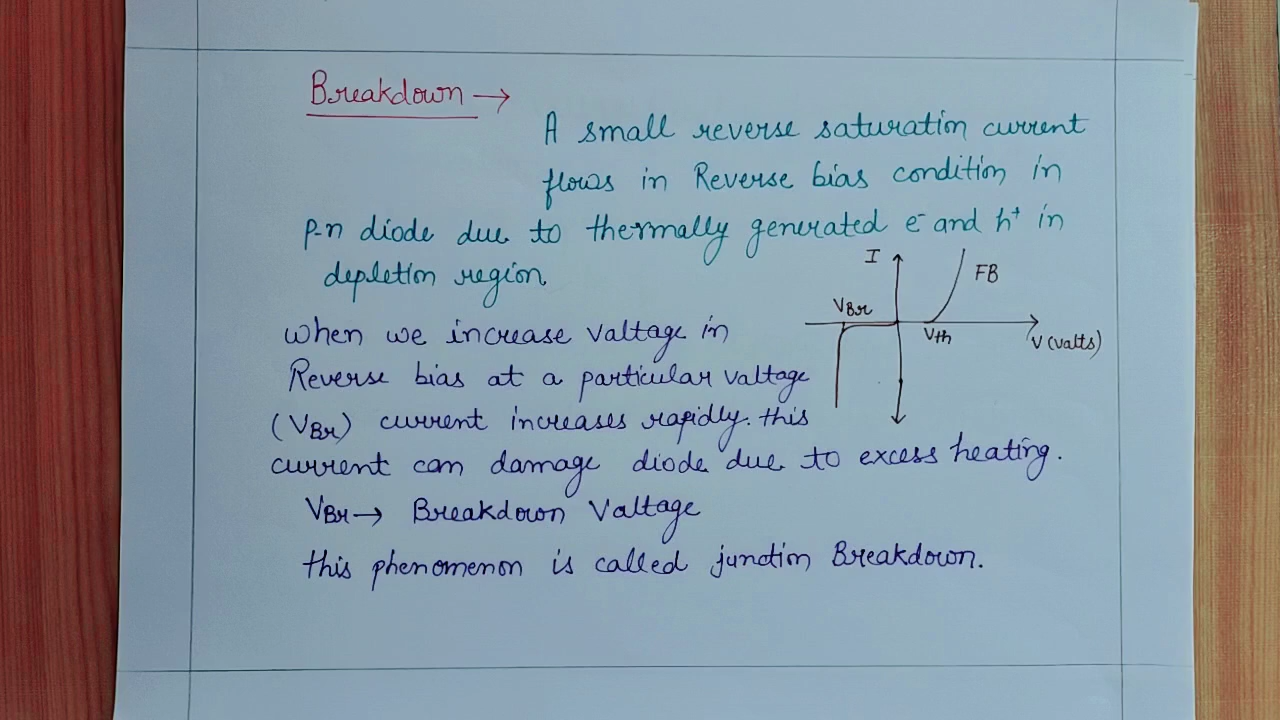 Breakdown →
A small reverse saturation current
flows in Reverse bias condition in
p-n diode due to thermally generated e⁻ and h⁺ in
depletion region.
I
FB
VBr
Vth
V (valts)
when we increase valtage in
Reverse bias at a particular valtage
(VBr) current increases rapidly. this
current can damage diode due to excess heating.
VBr → Breakdown Valtage
this phenomenon is called junction Breakdown.